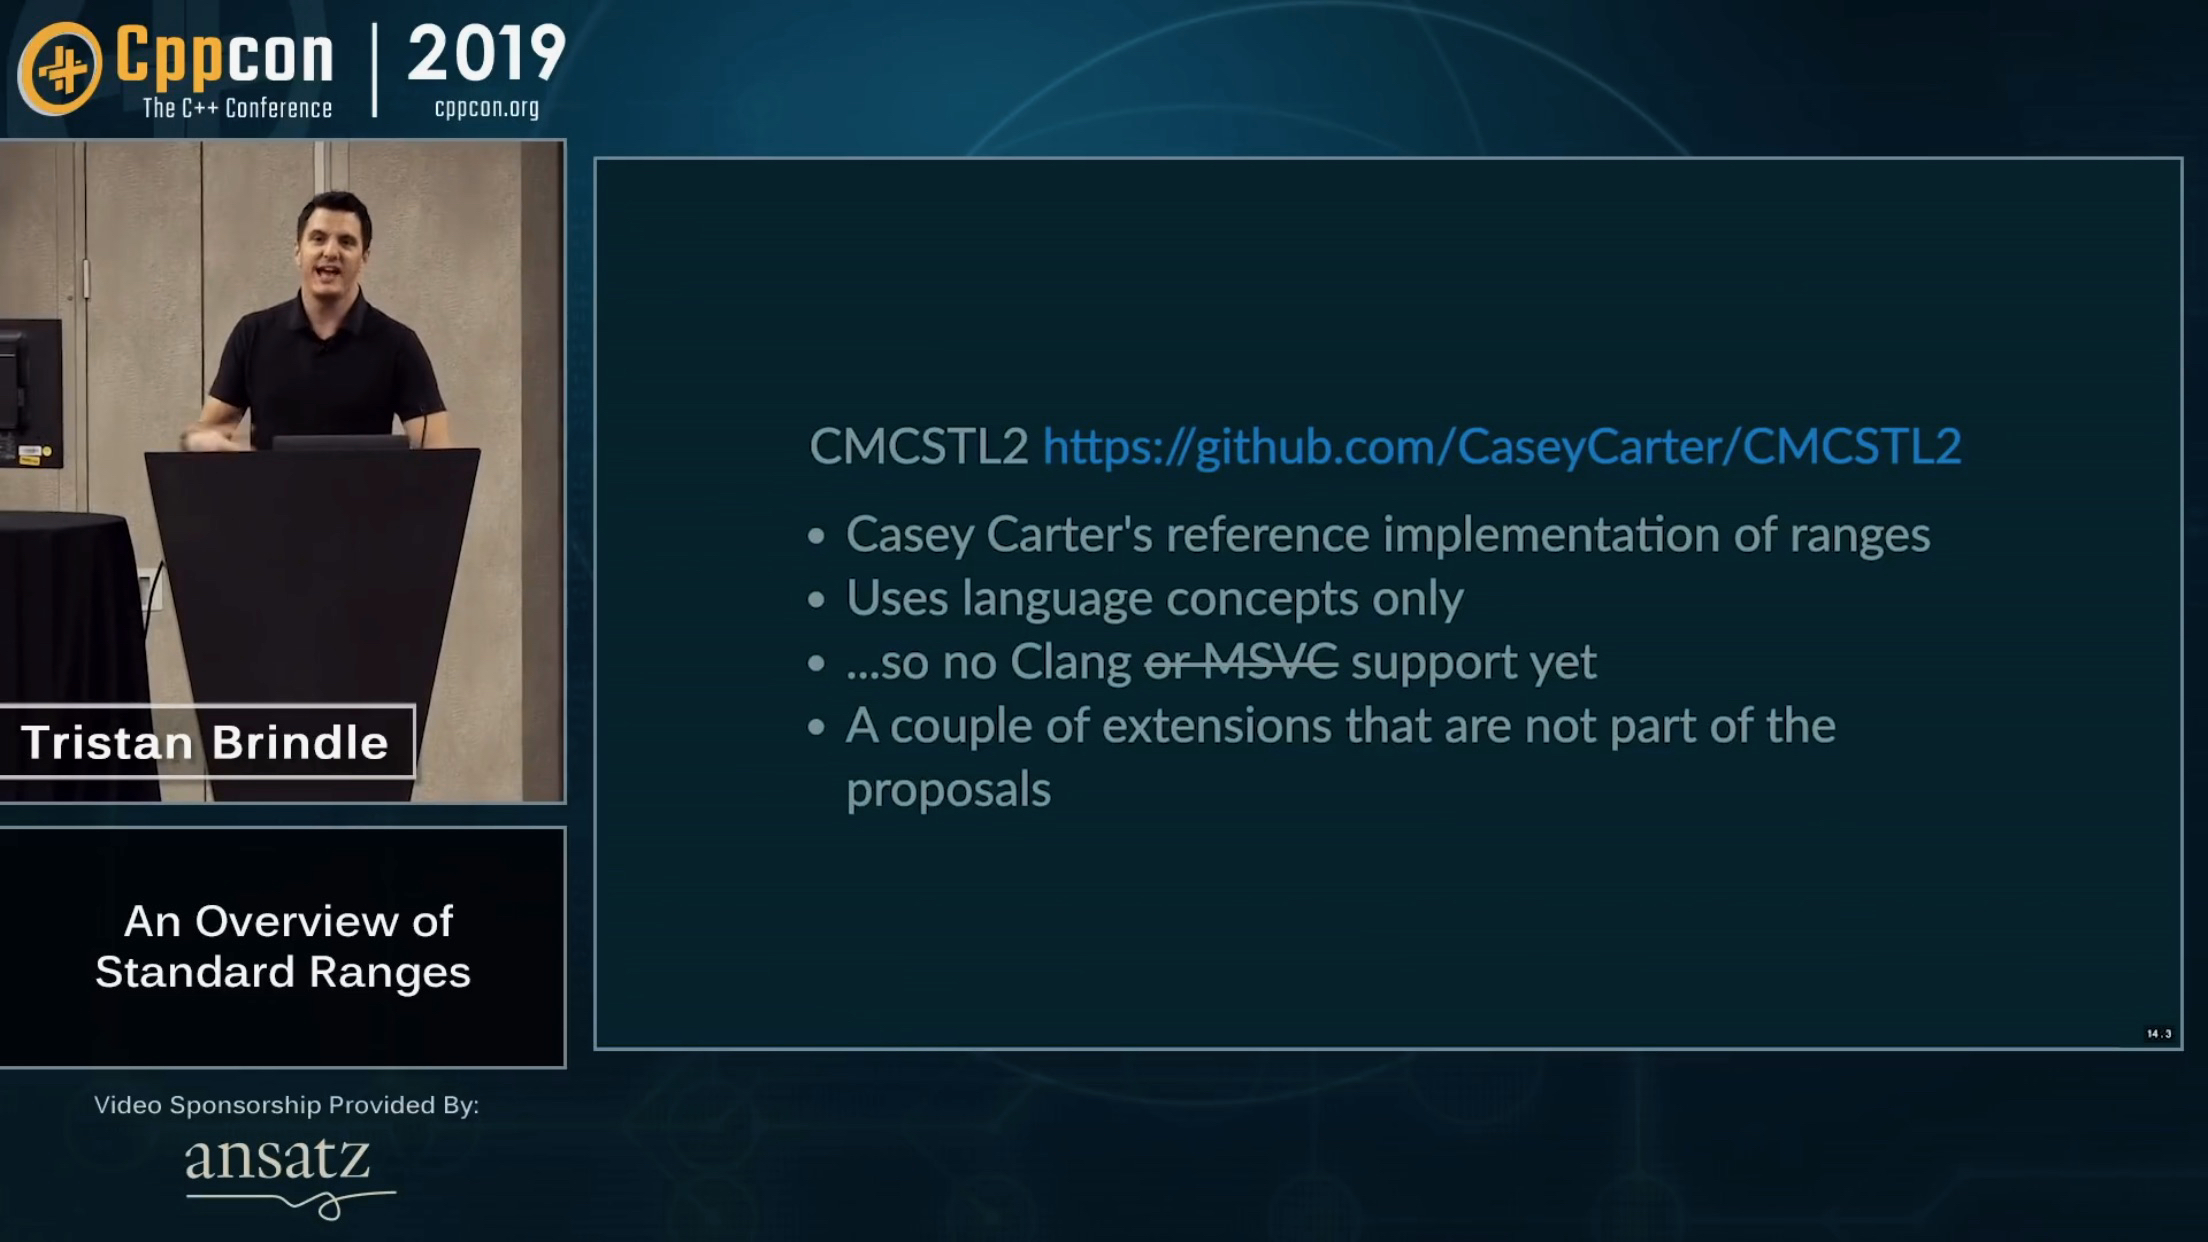 Cppcon
The C++ Conference
2019
cppcon.org
Tristan Brindle
An Overview of
Standard Ranges
Video Sponsorship Provided By:
ansatz
CMCSTL2 https://github.com/CaseyCarter/CMCSTL2
• Casey Carter's reference implementation of ranges
• Uses language concepts only
• ...so no Clang or MSVC support yet
• A couple of extensions that are not part of the
proposals
14.3